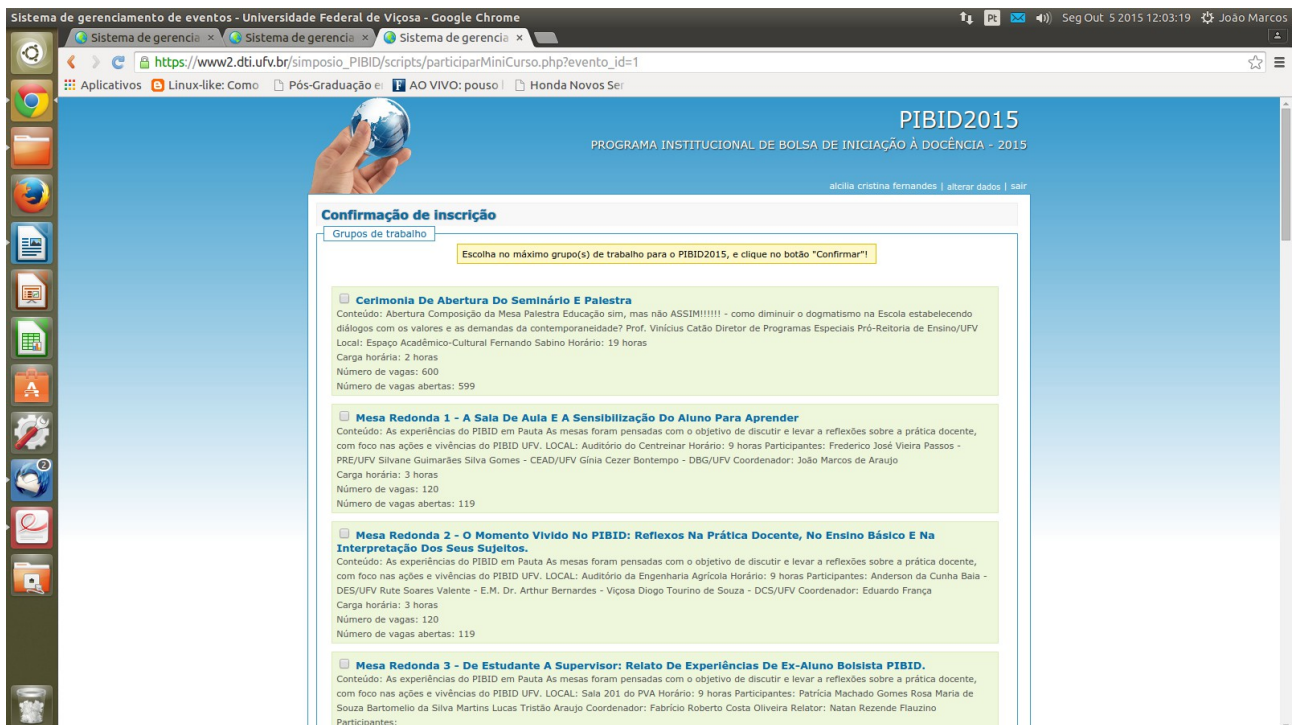 Sistema de gerenciamento de eventos - Universidade Federal de Viçosa - Google Chrome
Pt
Seg Out 5 2015 12:03:19
João Marcos
Sistema de gerencia
Sistema de gerencia
Sistema de gerencia
https://www2.dti.ufv.br/simposio_PIBID/scripts/participarMiniCurso.php?evento_id=1
Aplicativos
Linux-like: Como
Pós-Graduação e
AO VIVO: pouso
Honda Novos Ser
PIBID2015
PROGRAMA INSTITUCIONAL DE BOLSA DE INICIAÇÃO À DOCÊNCIA - 2015
alcilia cristina fernandes | alterar dados | sair
Confirmação de inscrição
Grupos de trabalho
Escolha no máximo grupo(s) de trabalho para o PIBID2015, e clique no botão "Confirmar"!
Cerimonia De Abertura Do Seminário E Palestra
Conteúdo: Abertura Composição da Mesa Palestra Educação sim, mas não ASSIM!!!!!! - como diminuir o dogmatismo na Escola estabelecendo
diálogos com os valores e as demandas da contemporaneidade? Prof. Vinícius Catão Diretor de Programas Especiais Pró-Reitoria de Ensino/UFV
Local: Espaço Acadêmico-Cultural Fernando Sabino Horário: 19 horas
Carga horária: 2 horas
Número de vagas: 600
Número de vagas abertas: 599
Mesa Redonda 1 - A Sala De Aula E A Sensibilização Do Aluno Para Aprender
Conteúdo: As experiências do PIBID em Pauta As mesas foram pensadas com o objetivo de discutir e levar a reflexões sobre a prática docente,
com foco nas ações e vivências do PIBID UFV. LOCAL: Auditório do Centreinar Horário: 9 horas Participantes: Frederico José Vieira Passos -
PRE/UFV Silvane Guimarães Silva Gomes - CEAD/UFV Gínia Cezer Bontempo - DBG/UFV Coordenador: João Marcos de Araujo
Carga horária: 3 horas
Número de vagas: 120
Número de vagas abertas: 119
Mesa Redonda 2 - O Momento Vivido No PIBID: Reflexos Na Prática Docente, No Ensino Básico E Na
Interpretação Dos Seus Sujeitos.
Conteúdo: As experiências do PIBID em Pauta As mesas foram pensadas com o objetivo de discutir e levar a reflexões sobre a prática docente,
com foco nas ações e vivências do PIBID UFV. LOCAL: Auditório da Engenharia Agrícola Horário: 9 horas Participantes: Anderson da Cunha Baia -
DES/UFV Rute Soares Valente - E.M. Dr. Arthur Bernardes - Viçosa Diogo Tourino de Souza - DCS/UFV Coordenador: Eduardo França
Carga horária: 3 horas
Número de vagas: 120
Número de vagas abertas: 119
Mesa Redonda 3 - De Estudante A Supervisor: Relato De Experiências De Ex-Aluno Bolsista PIBID.
Conteúdo: As experiências do PIBID em Pauta As mesas foram pensadas com o objetivo de discutir e levar a reflexões sobre a prática docente,
com foco nas ações e vivências do PIBID UFV. LOCAL: Sala 201 do PVA Horário: 9 horas Participantes: Patrícia Machado Gomes Rosa Maria de
Souza Bartomelio da Silva Martins Lucas Tristão Araujo Coordenador: Fabrício Roberto Costa Oliveira Relator: Natan Rezende Flauzino
Participantes:
2